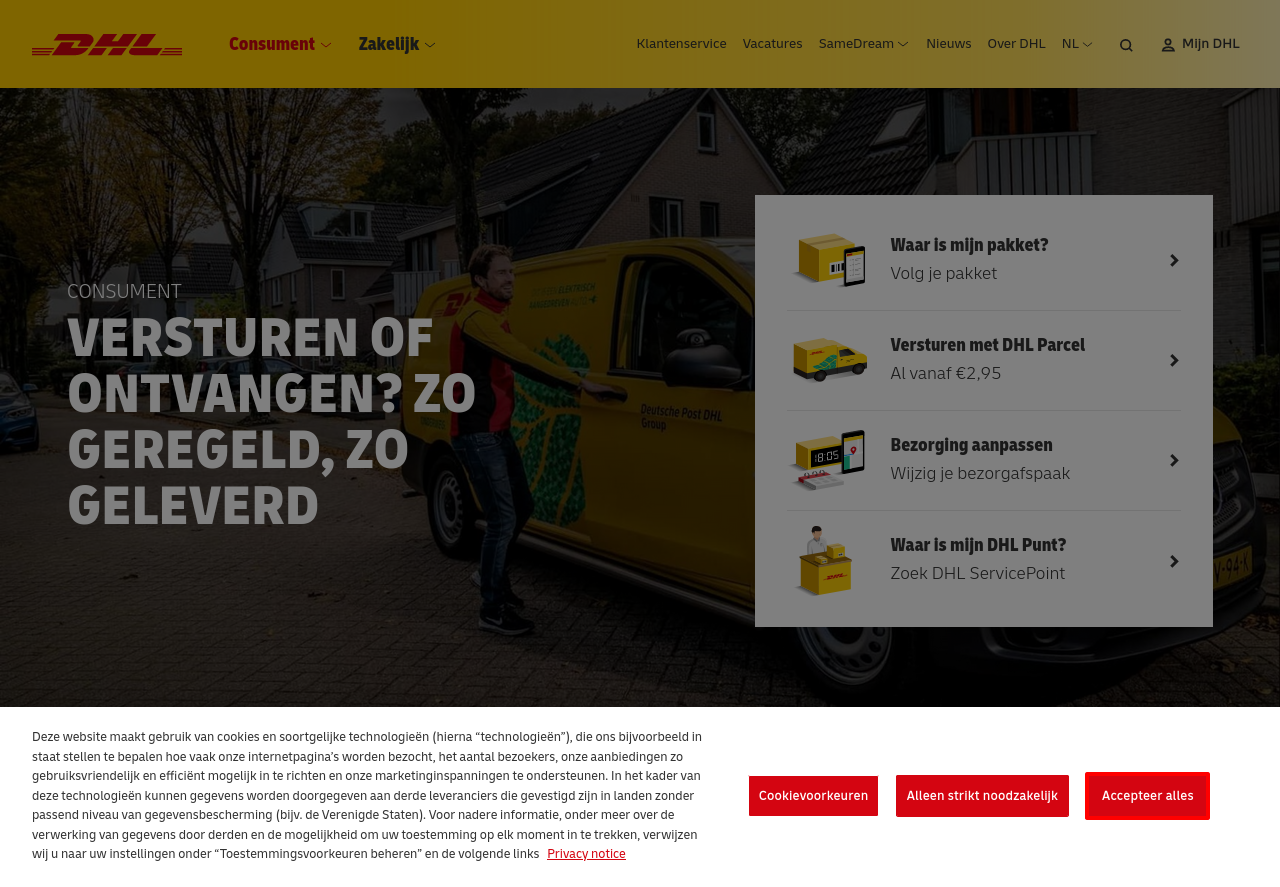 DHL
Consument
Zakelijk
Klantenservice
Vacatures
SameDream
Nieuws
Over DHL
NL
Mijn DHL
CONSUMENT
VERSTUREN OF
ONTVANGEN? ZO
GEREGELD, ZO
GELEVERD
ELEKTRISCH
Deutsche Post DHL
Group
Waar is mijn pakket?
Volg je pakket
Versturen met DHL Parcel
Al vanaf €2,95
18:05
Bezorging aanpassen
Wijzig je bezorgafspaak
DHL
Waar is mijn DHL Punt?
Zoek DHL ServicePoint
Deze website maakt gebruik van cookies en soortgelijke technologieën (hierna “technologieën”), die ons bijvoorbeeld in
staat stellen te bepalen hoe vaak onze internetpagina’s worden bezocht, het aantal bezoekers, onze aanbiedingen zo
gebruiksvriendelijk en efficiënt mogelijk in te richten en onze marketinginspanningen te ondersteunen. In het kader van
deze technologieën kunnen gegevens worden doorgegeven aan derde leveranciers die gevestigd zijn in landen zonder
passend niveau van gegevensbescherming (bijv. de Verenigde Staten). Voor nadere informatie, onder meer over de
verwerking van gegevens door derden en de mogelijkheid om uw toestemming op elk moment in te trekken, verwijzen
wij u naar uw instellingen onder “Toestemmingsvoorkeuren beheren” en de volgende links Privacy notice
Cookievoorkeuren
Alleen strikt noodzakelijk
Accepteer alles